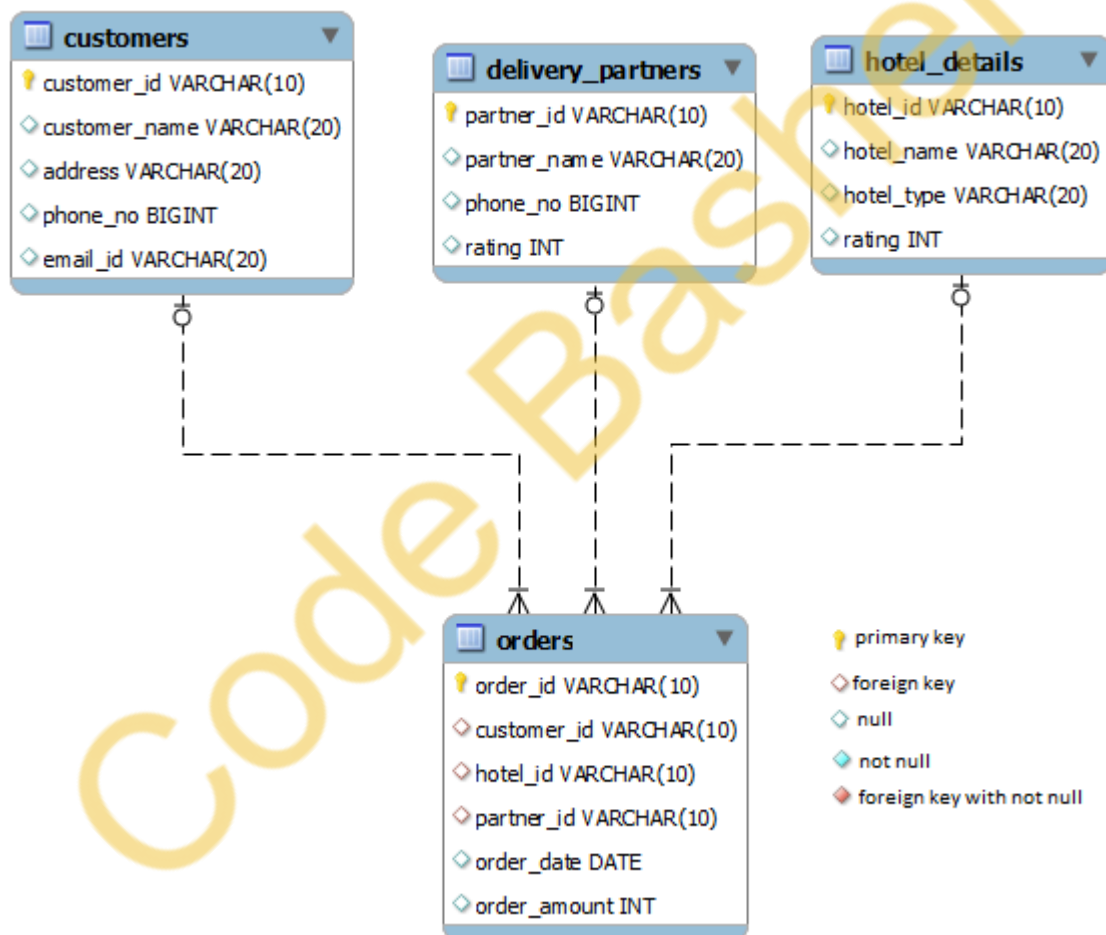 customers
customer_id VARCHAR(10)
customer_name VARCHAR(20)
address VARCHAR(20)
phone_no BIGINT
email_id VARCHAR(20)
delivery_partners
partner_id VARCHAR(10)
partner_name VARCHAR(20)
phone_no BIGINT
rating INT
hotel_details
hotel_id VARCHAR(10)
hotel_name VARCHAR(20)
hotel_type VARCHAR(20)
rating INT
orders
order_id VARCHAR(10)
customer_id VARCHAR(10)
hotel_id VARCHAR(10)
partner_id VARCHAR(10)
order_date DATE
order_amount INT
primary key
foreign key
null
not null
foreign key with not null
Code Basher